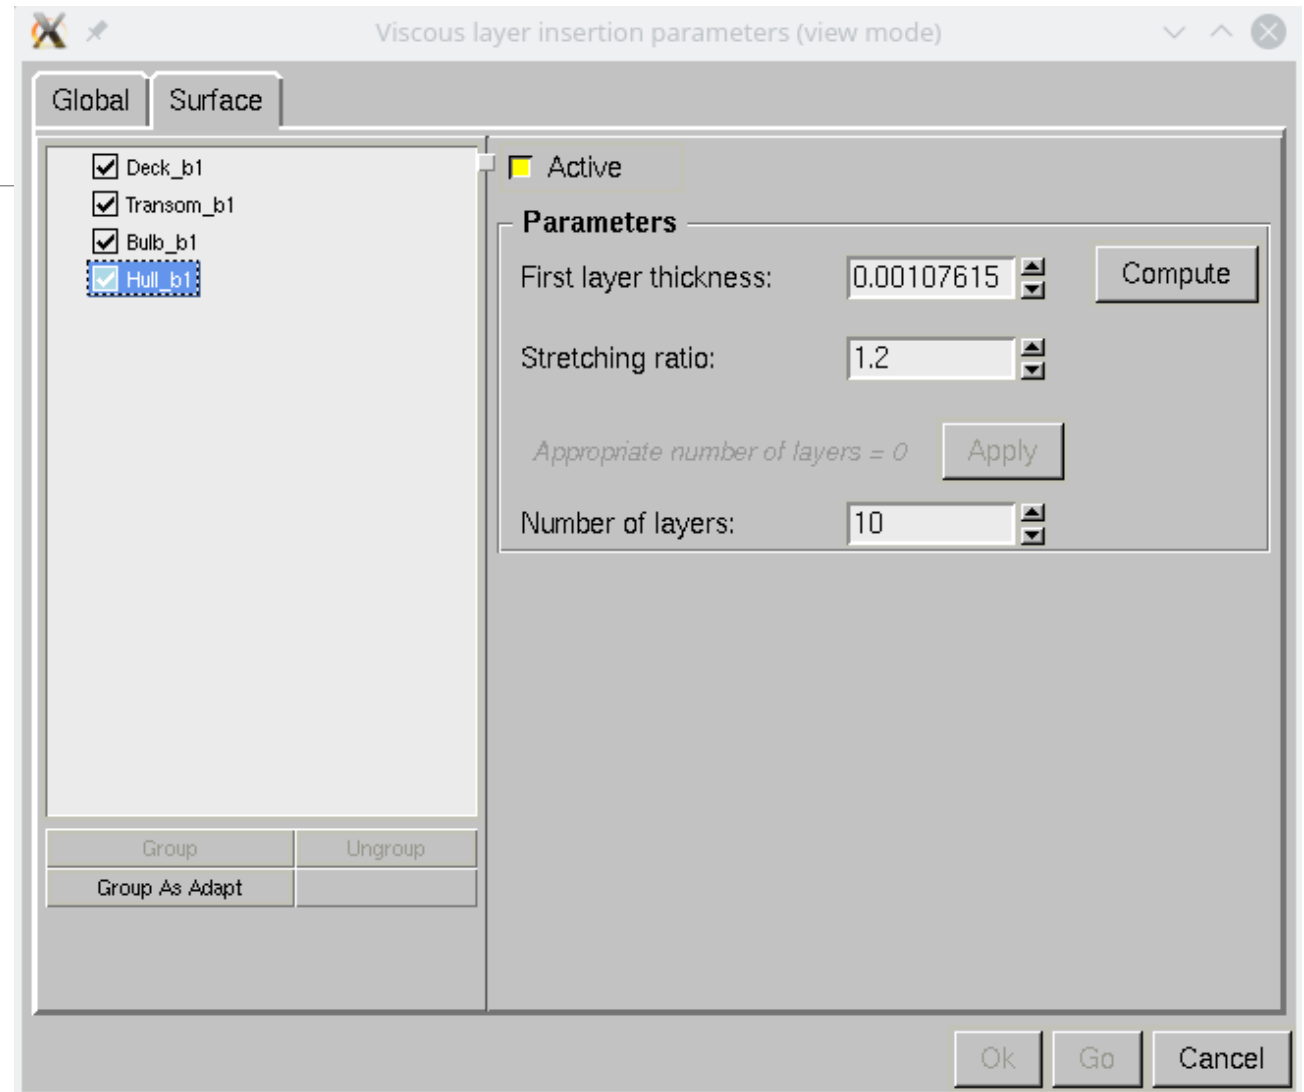 Viscous layer insertion parameters (view mode)
Global Surface
Deck_b1
Transom_b1
Bulb_b1
Hull_b1
Group Ungroup
Group As Adapt
Active
Parameters
First layer thickness: 0.00107615 Compute
Stretching ratio: 1.2
Appropriate number of layers = 0 Apply
Number of layers: 10
Ok Go Cancel